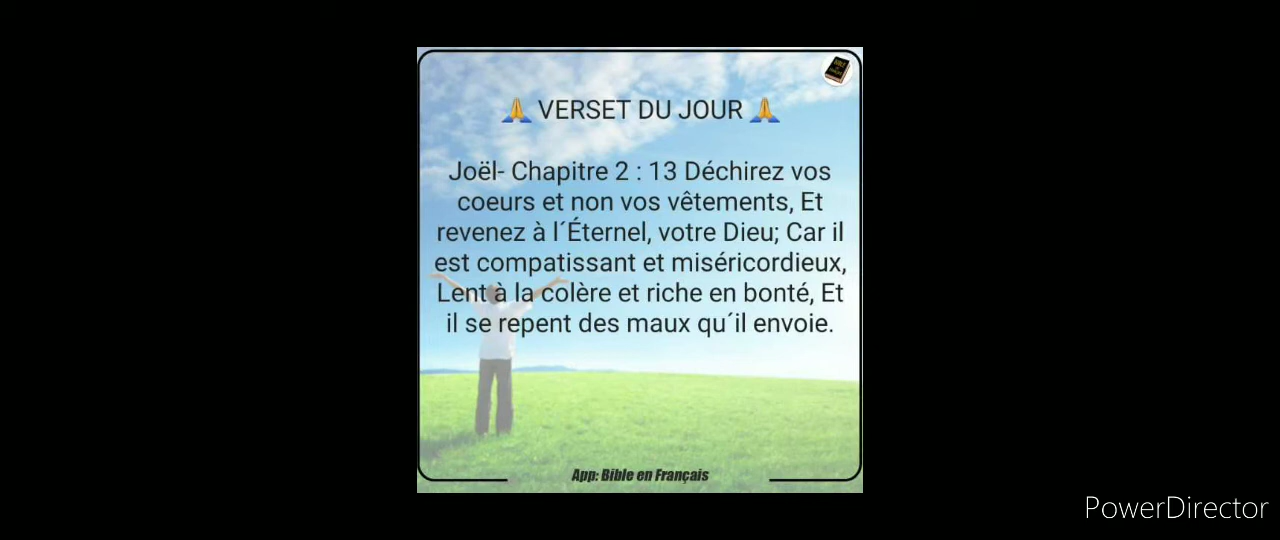 🙏 VERSET DU JOUR 🙏
Joël- Chapitre 2 : 13 Déchirez vos
coeurs et non vos vêtements, Et
revenez à l´Éternel, votre Dieu; Car il
est compatissant et miséricordieux,
Lent à la colère et riche en bonté, Et
il se repent des maux qu´il envoie.
App: Bible en Français
PowerDirector